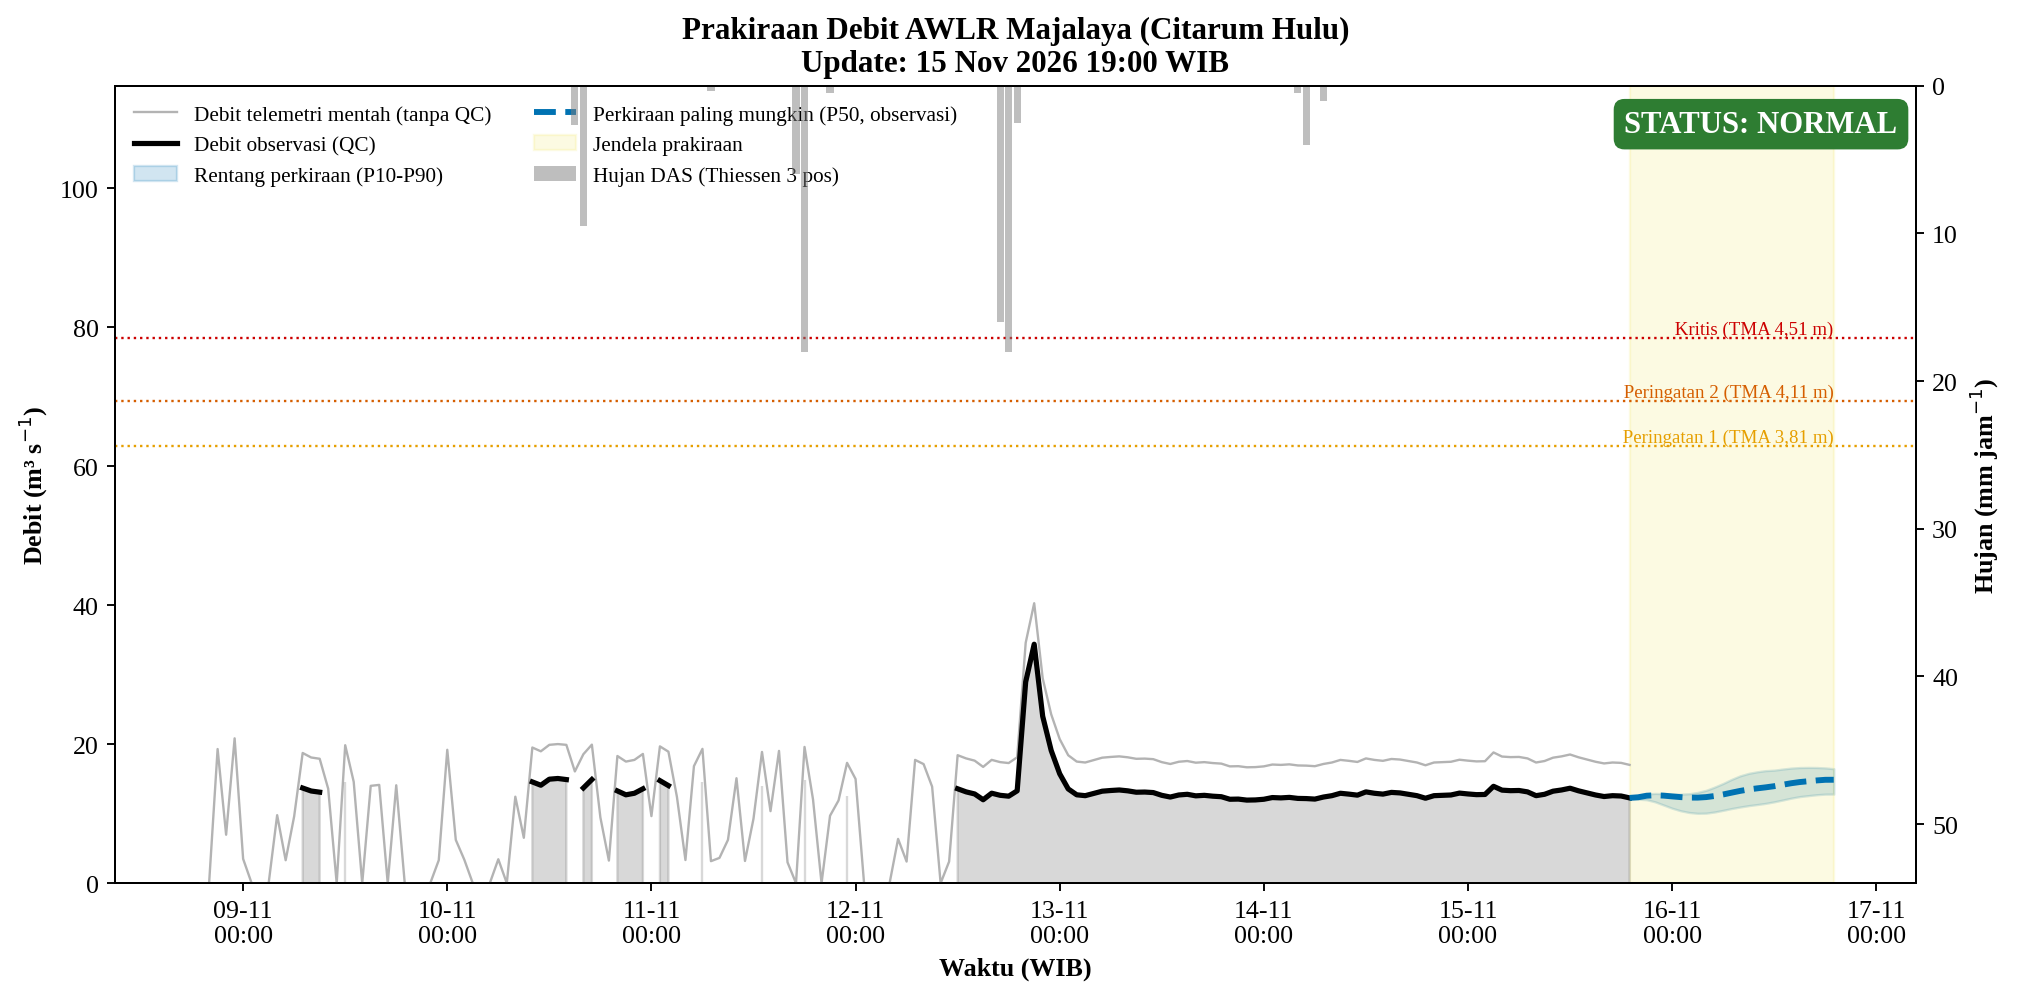 Prakiraan Debit AWLR Majalaya (Citarum Hulu)
Update: 15 Nov 2026 19:00 WIB
Debit telemetri mentah (tanpa QC)
Debit observasi (QC)
Rentang perkiraan (P10-P90)
Perkiraan paling mungkin (P50, observasi)
Jendela prakiraan
Hujan DAS (Thiessen 3 pos)
STATUS: NORMAL
Kritis (TMA 4,51 m)
Peringatan 2 (TMA 4,11 m)
Peringatan 1 (TMA 3,81 m)
Debit (m³ s⁻¹)
100
80
60
40
20
0
Hujan (mm jam⁻¹)
0
10
20
30
40
50
09-11
00:00
10-11
00:00
11-11
00:00
12-11
00:00
13-11
00:00
14-11
00:00
15-11
00:00
16-11
00:00
17-11
00:00
Waktu (WIB)